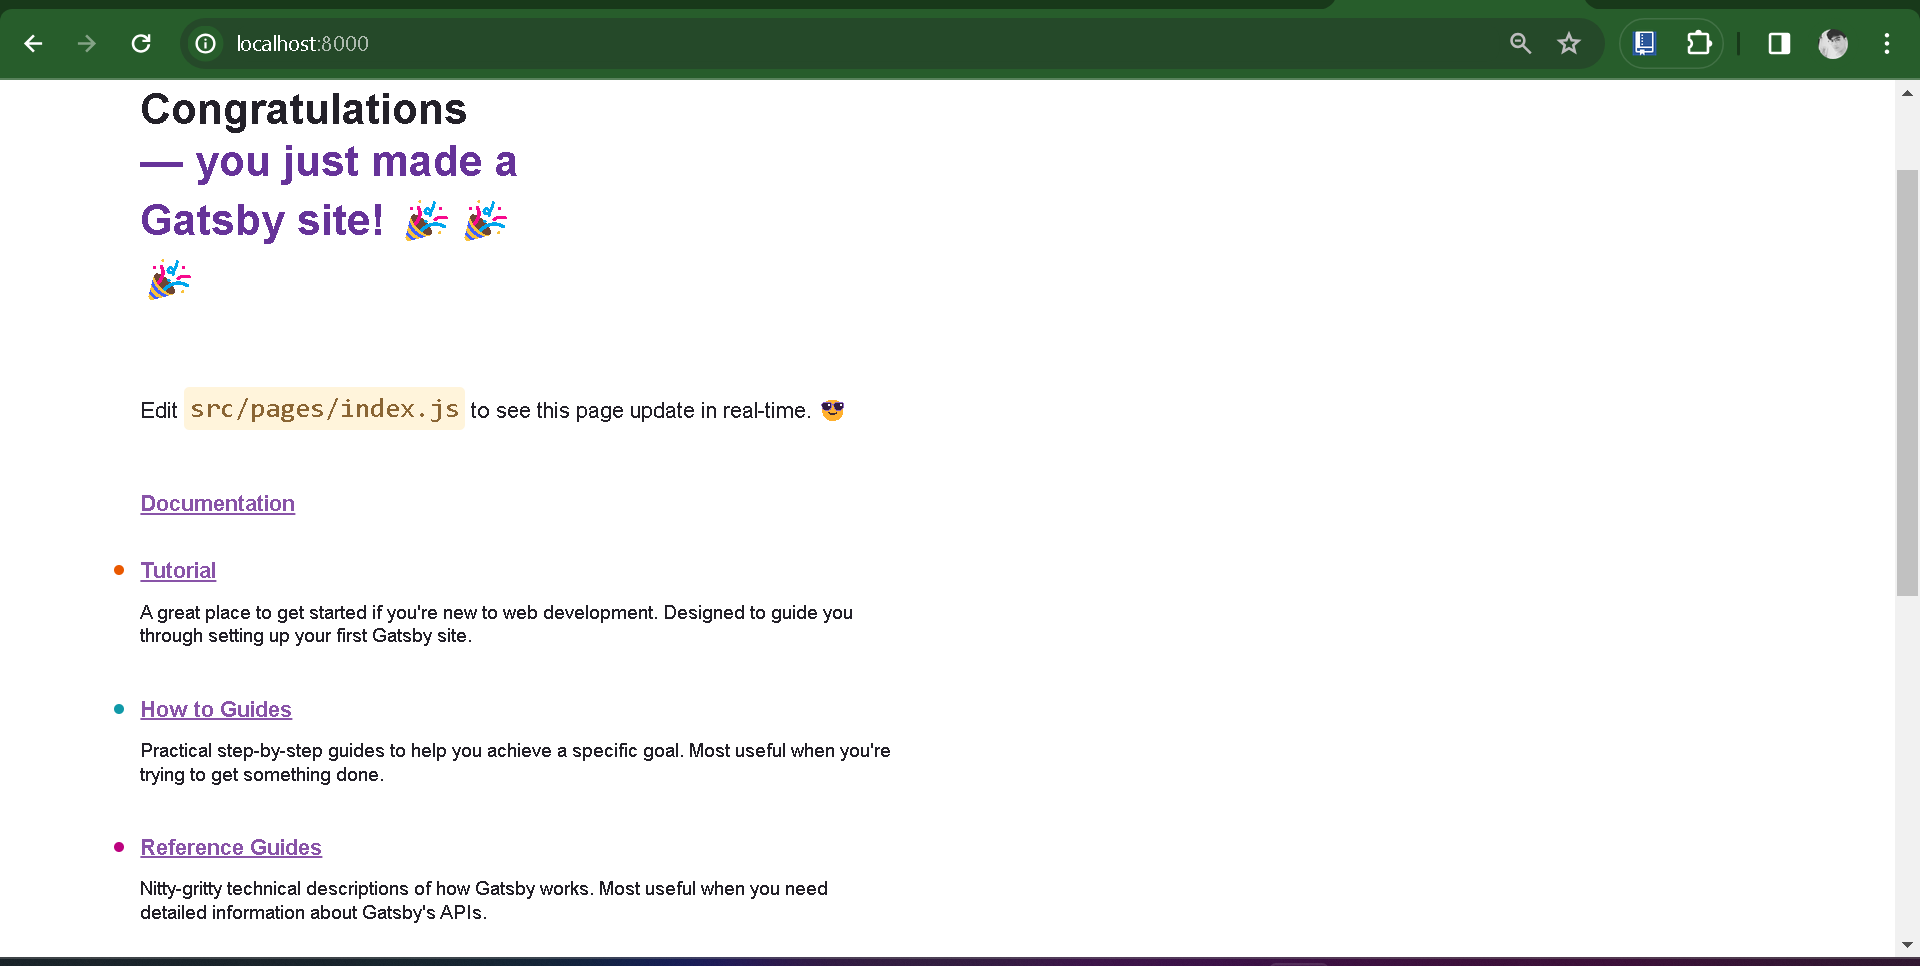 localhost:8000
Congratulations
— you just made a
Gatsby site! 🎉🎉
🎉
Edit src/pages/index.js to see this page update in real-time. 😎
Documentation
Tutorial
A great place to get started if you're new to web development. Designed to guide you
through setting up your first Gatsby site.
How to Guides
Practical step-by-step guides to help you achieve a specific goal. Most useful when you're
trying to get something done.
Reference Guides
Nitty-gritty technical descriptions of how Gatsby works. Most useful when you need
detailed information about Gatsby's APIs.